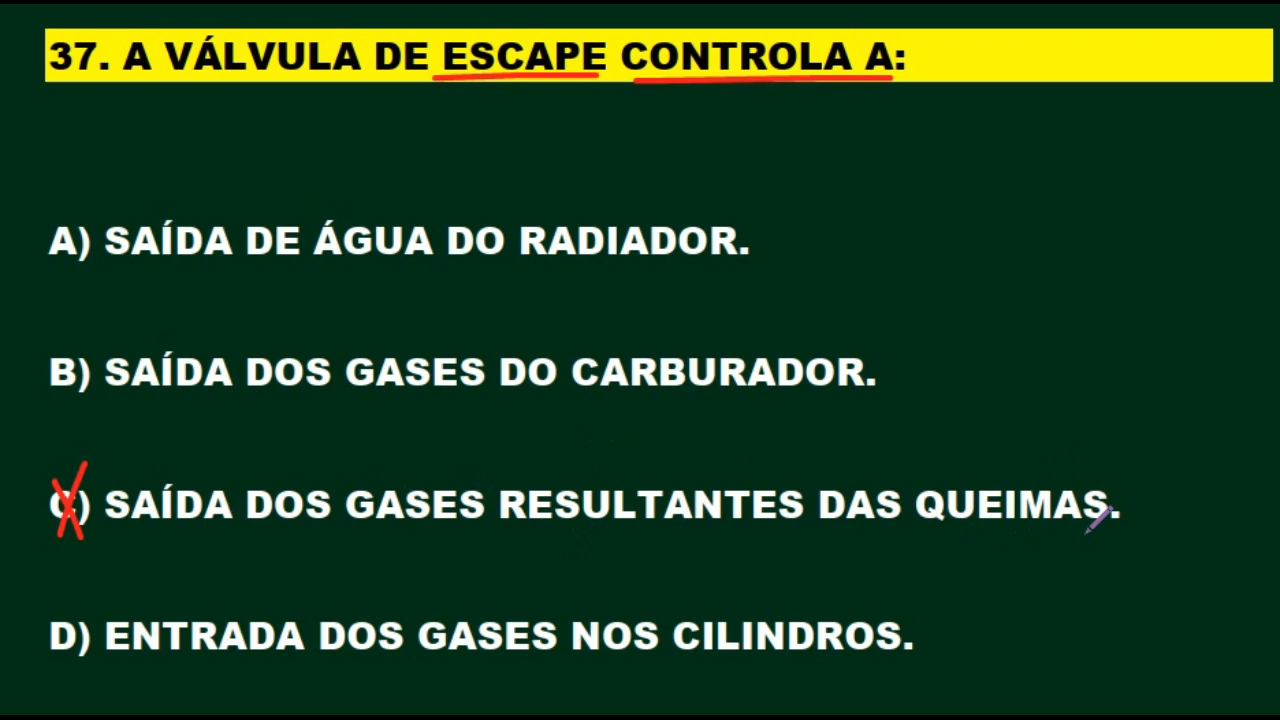 37. A VÁLVULA DE ESCAPE CONTROLA A:
A) SAÍDA DE ÁGUA DO RADIADOR.
B) SAÍDA DOS GASES DO CARBURADOR.
C) SAÍDA DOS GASES RESULTANTES DAS QUEIMAS.
D) ENTRADA DOS GASES NOS CILINDROS.